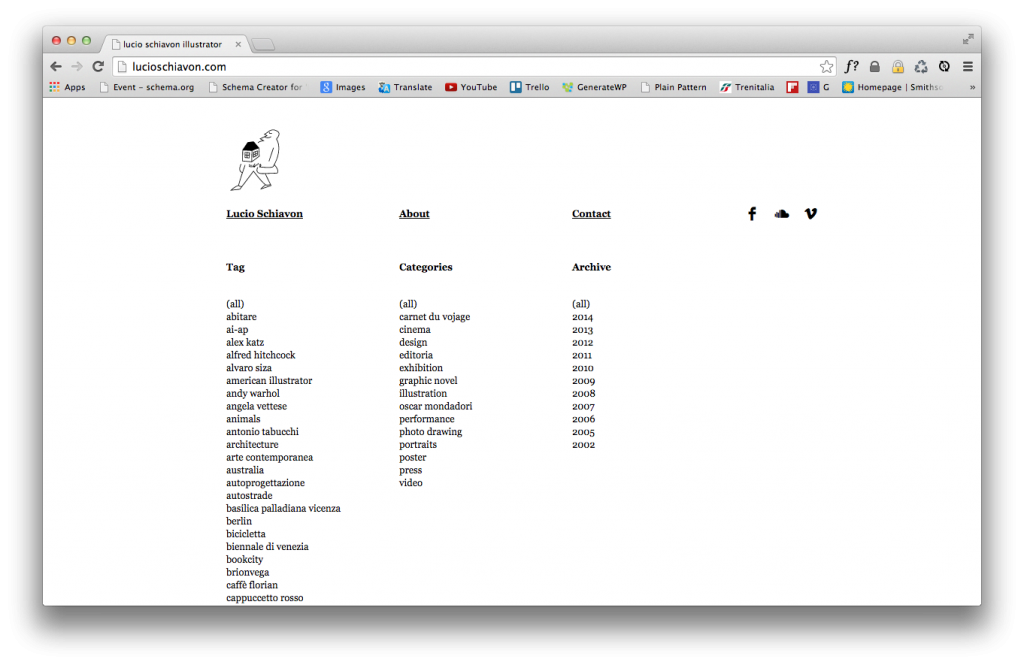 lucio schiavon illustrator
lucioschiavon.com
f?
Apps Event - schema.org Schema Creator for Images Translate YouTube Trello GenerateWP Plain Pattern Trenitalia G Homepage | Smiths
Lucio Schiavon About Contact
Tag
(all)
abitare
ai-ap
alex katz
alfred hitchcock
alvaro siza
american illustrator
andy warhol
angela vettese
animals
antonio tabucchi
architecture
arte contemporanea
australia
autoprogettazione
autostrade
basilica palladiana vicenza
berlin
bicicletta
biennale di venezia
bookcity
brionvega
caffè florian
cappuccetto rosso
Categories
(all)
carnet du vojage
cinema
design
editoria
exhibition
graphic novel
illustration
oscar mondadori
performance
photo drawing
portraits
poster
press
video
Archive
(all)
2014
2013
2012
2011
2010
2009
2008
2007
2006
2005
2002